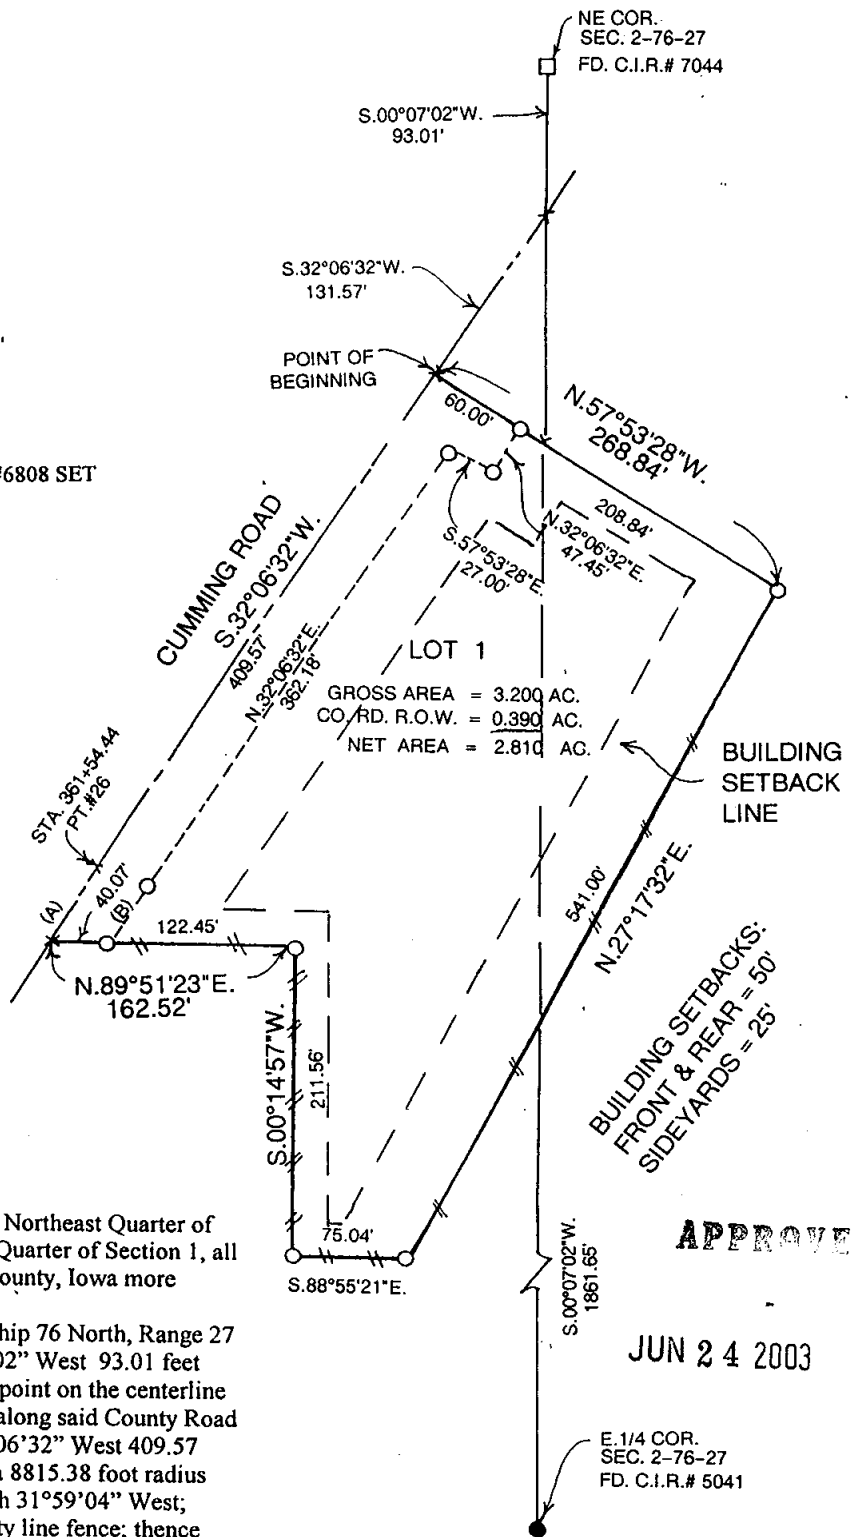 NE COR.
SEC. 2-76-27
FD. C.I.R.# 7044
S.00°07'02"W.
93.01'
S.32°06'32"W.
131.57'
POINT OF
BEGINNING
60.00'
N.57°53'28"W.
268.84'
#6808 SET
208.84'
N.32°06'32"E.
47.45'
S.57°53'28"E.
27.00'
CUMMING ROAD
S.32°06'32"W.
409.57'
N.32°06'32"E.
362.18'
LOT 1
GROSS AREA = 3.200 AC.
CO. RD. R.O.W. = 0.390 AC.
NET AREA = 2.810 AC.
BUILDING
SETBACK
LINE
STA. 361+54.44
PT.#26
(A)
40.07'
(B)
122.45'
N.89°51'23"E.
162.52'
541.00'
N.27°17'32"E.
S.00°14'57"W.
211.56'
BUILDING SETBACKS:
FRONT & REAR = 50'
SIDEYARDS = 25'
75.04'
S.88°55'21"E.
S.00°07'02"W.
1861.65'
Northeast Quarter of
Quarter of Section 1, all
ounty, Iowa more
hip 76 North, Range 27
02" West 93.01 feet
point on the centerline
along said County Road
06'32" West 409.57
a 8815.38 foot radius
h 31°59'04" West;
ty line fence; thence
APPROVE
JUN 24 2003
E.1/4 COR.
SEC. 2-76-27
FD. C.I.R.# 5041